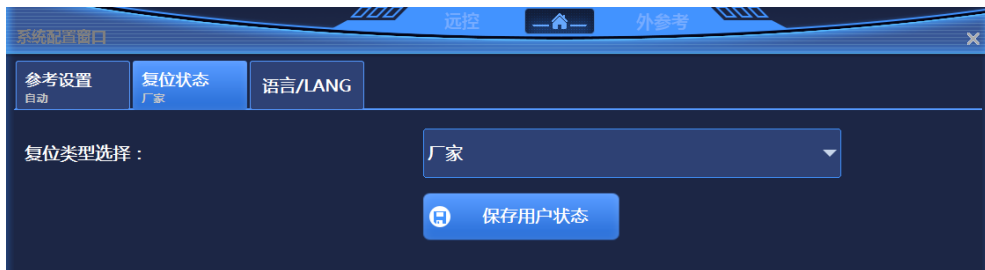 远控
外参考
系统配置窗口
参考设置
自动
复位状态
厂家
语言/LANG
复位类型选择：
厂家
保存用户状态